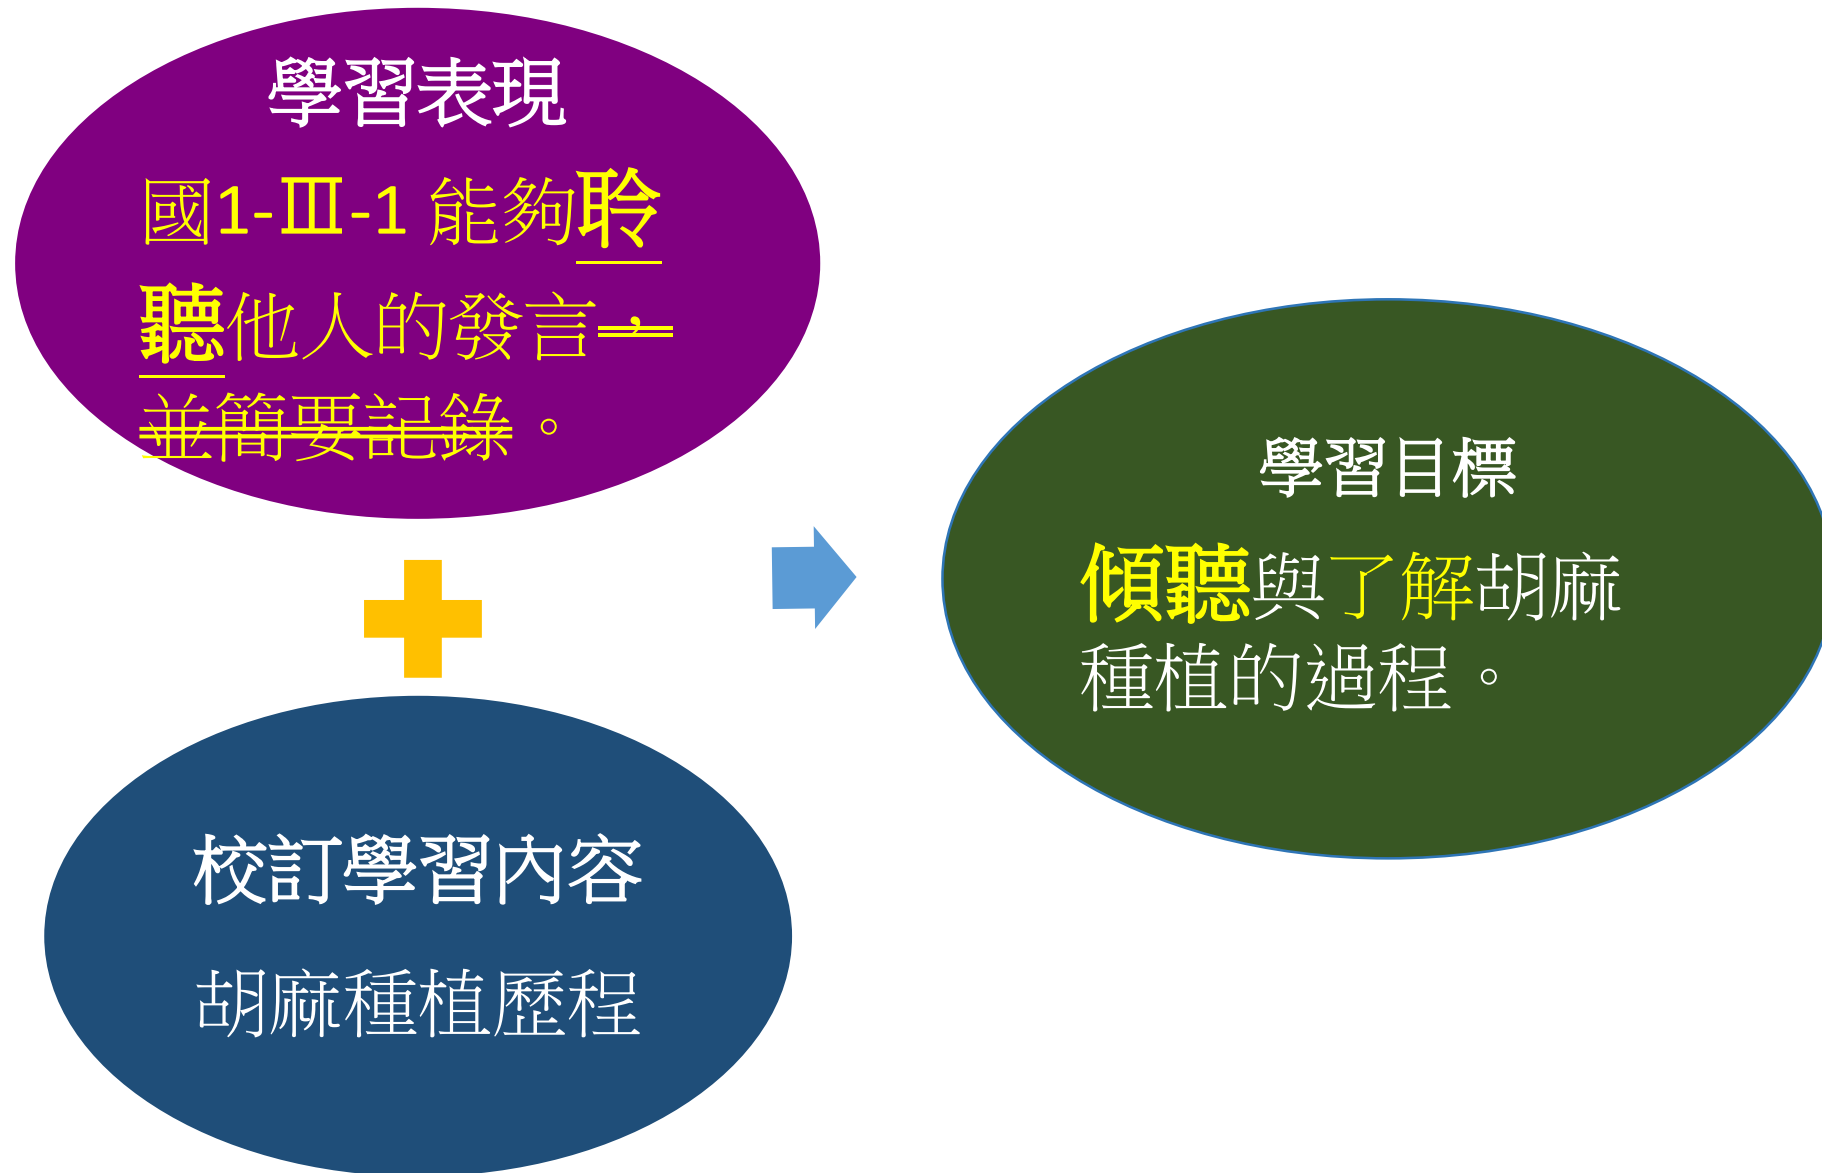 學習表現
國1-Ⅲ-1 能夠聆
聽他人的發言，
並簡要記錄。
校訂學習內容
胡麻種植歷程
學習目標
傾聽與了解胡麻
種植的過程。